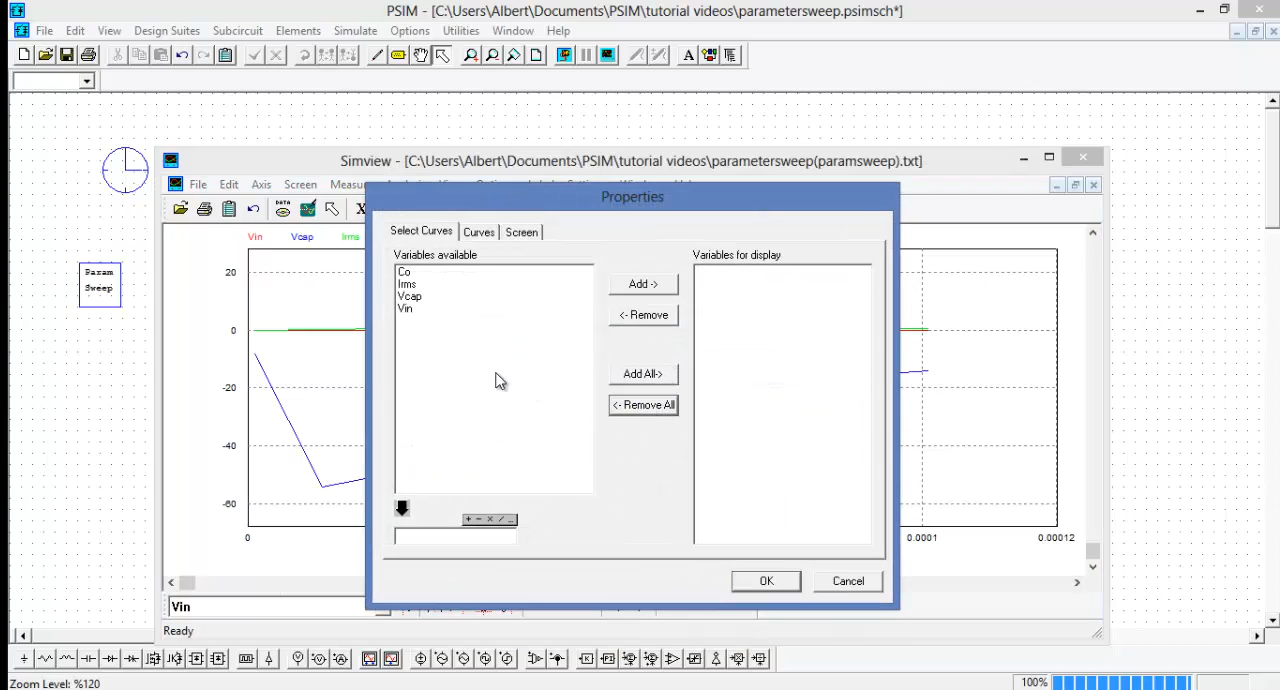 PSIM - [C:\Users\Albert\Documents\PSIM\tutorial videos\parametersweep.psimsch*]
File Edit View Design Suites Subcircuit Elements Simulate Options Utilities Window Help
Simview - [C:\Users\Albert\Documents\PSIM\tutorial videos\parametersweep(paramsweep).txt]
File Edit Axis Screen
Properties
DATA
X
Select Curves Curves Screen
Vin Vcap Irms
Variables available
Variables for display
Param
Sweep
Co
Irms
Vcap
Vin
Add ->
<- Remove
Add All->
<- Remove All
20
0
-20
-40
-60
0
0.0001
0.00012
OK
Cancel
Vin
Ready
Zoom Level:%120
100%